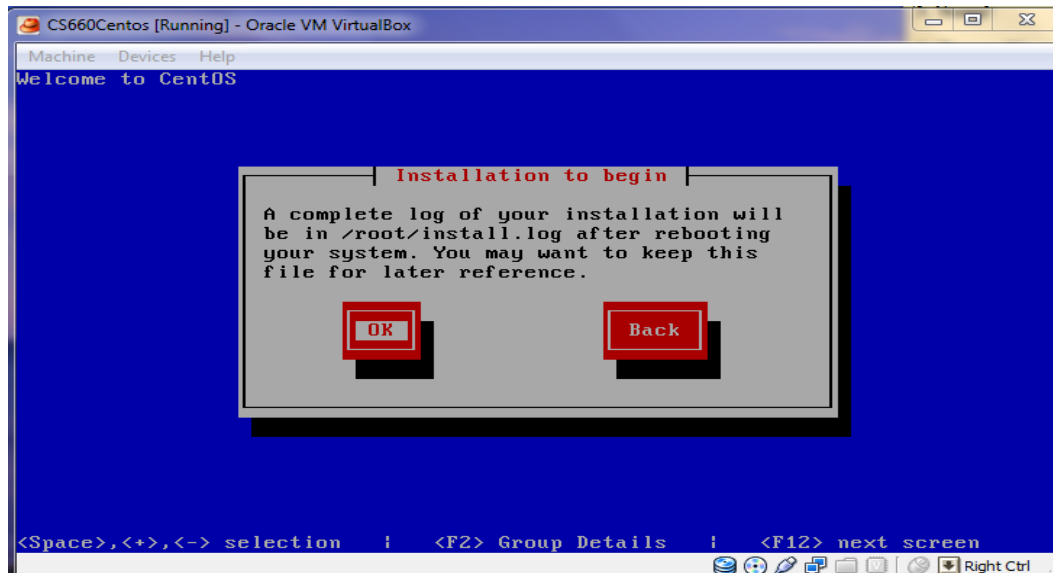 CS660Centos [Running] - Oracle VM VirtualBox
Machine Devices Help
Welcome to CentOS
Installation to begin
A complete log of your installation will
be in /root/install.log after rebooting
your system. You may want to keep this
file for later reference.
OK Back
<Space>,<+>,<-> selection | <F2> Group Details | <F12> next screen
Right Ctrl